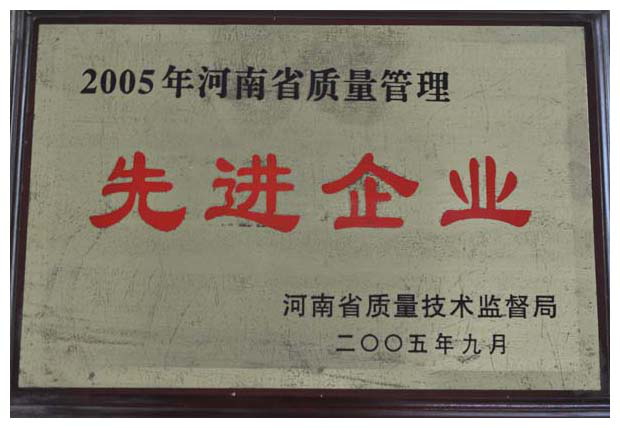 2005年河南省质量管理
先进企业
河南省质量技术监督局
二〇〇五年九月